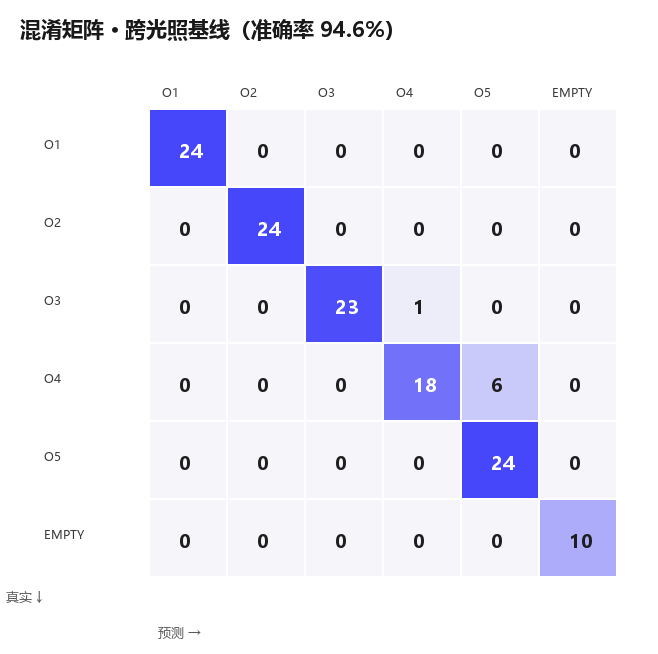 混淆矩阵 • 跨光照基线（准确率 94.6%）
O1 O2 O3 O4 O5 EMPTY
O1 24 0 0 0 0 0
O2 0 24 0 0 0 0
O3 0 0 23 1 0 0
O4 0 0 0 18 6 0
O5 0 0 0 0 24 0
EMPTY 0 0 0 0 0 10
真实 ↓
预测 →